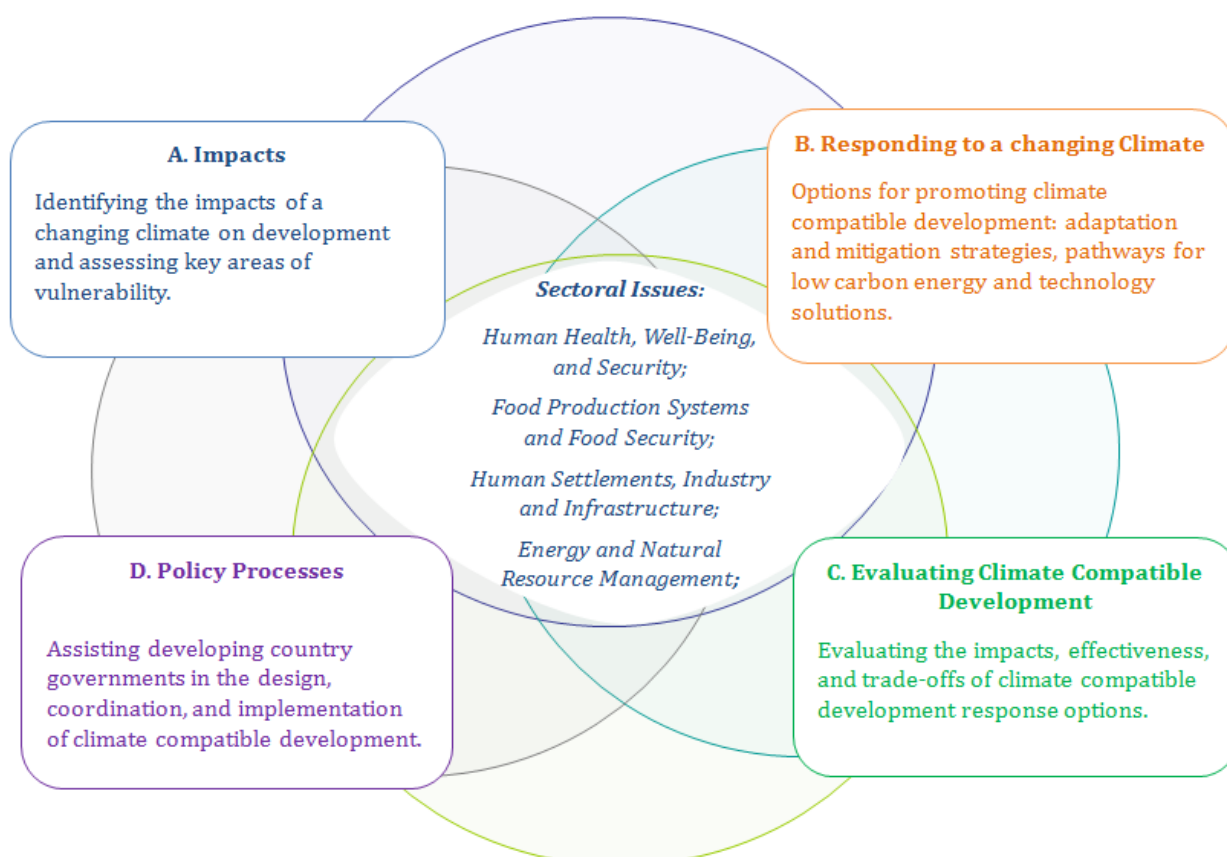 A. Impacts
Identifying the impacts of a
changing climate on development
and assessing key areas of
vulnerability.
B. Responding to a changing Climate
Options for promoting climate
compatible development: adaptation
and mitigation strategies, pathways for
low carbon energy and technology
solutions.
Sectoral Issues:
Human Health, Well-Being,
and Security;
Food Production Systems
and Food Security;
Human Settlements, Industry
and Infrastructure;
Energy and Natural
Resource Management;
D. Policy Processes
Assisting developing country
governments in the design,
coordination, and implementation
of climate compatible development.
C. Evaluating Climate Compatible
Development
Evaluating the impacts, effectiveness,
and trade-offs of climate compatible
development response options.